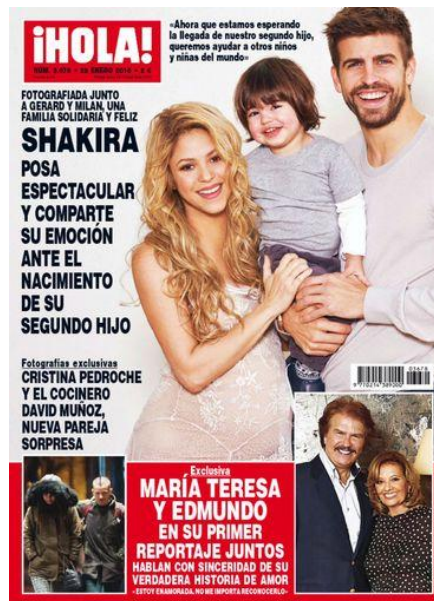 ¡HOLA!
NÚM. 3.678 - 28 ENERO 2015 - 2 €
«Ahora que estamos esperando
la llegada de nuestro segundo hijo,
queremos ayudar a otros niños
y niñas del mundo»
FOTOGRAFIADA JUNTO
A GERARD Y MILAN, UNA
FAMILIA SOLIDARIA Y FELIZ
SHAKIRA
POSA
ESPECTACULAR
Y COMPARTE
SU EMOCIÓN
ANTE EL
NACIMIENTO
DE SU
SEGUNDO HIJO
Fotografías exclusivas
CRISTINA PEDROCHE
Y EL COCINERO
DAVID MUÑOZ,
NUEVA PAREJA
SORPRESA
03678
9 770214 389300
Exclusiva
MARÍA TERESA
Y EDMUNDO
EN SU PRIMER
REPORTAJE JUNTOS
HABLAN CON SINCERIDAD DE SU
VERDADERA HISTORIA DE AMOR
«ESTOY ENAMORADA, NO ME IMPORTA RECONOCERLO»